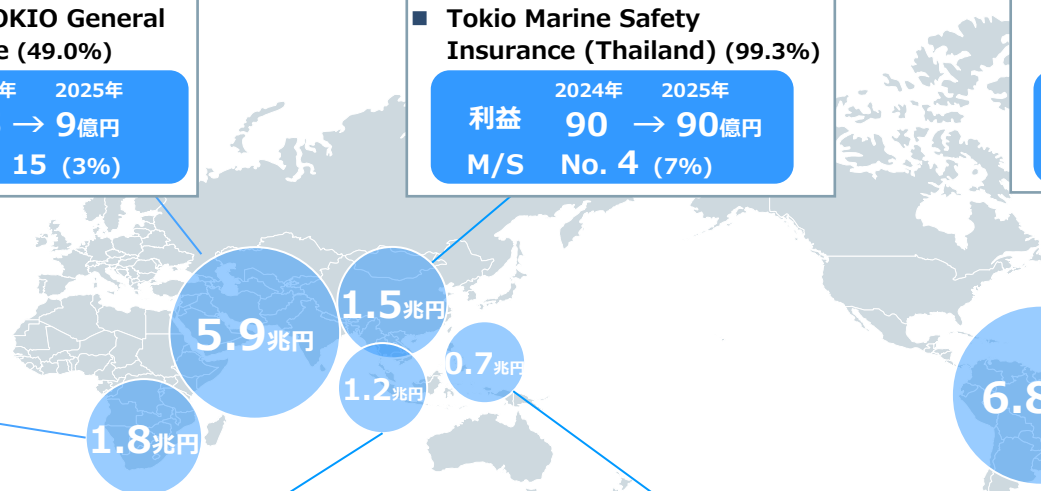 OKIO General
e (49.0%)
年 2025年
→ 9億円
15 (3%)
■ Tokio Marine Safety
Insurance (Thailand) (99.3%)
2024年 2025年
利益 90 → 90億円
M/S No. 4 (7%)
1.5兆円
5.9兆円
0.7兆円
1.2兆円
6.8
1.8兆円